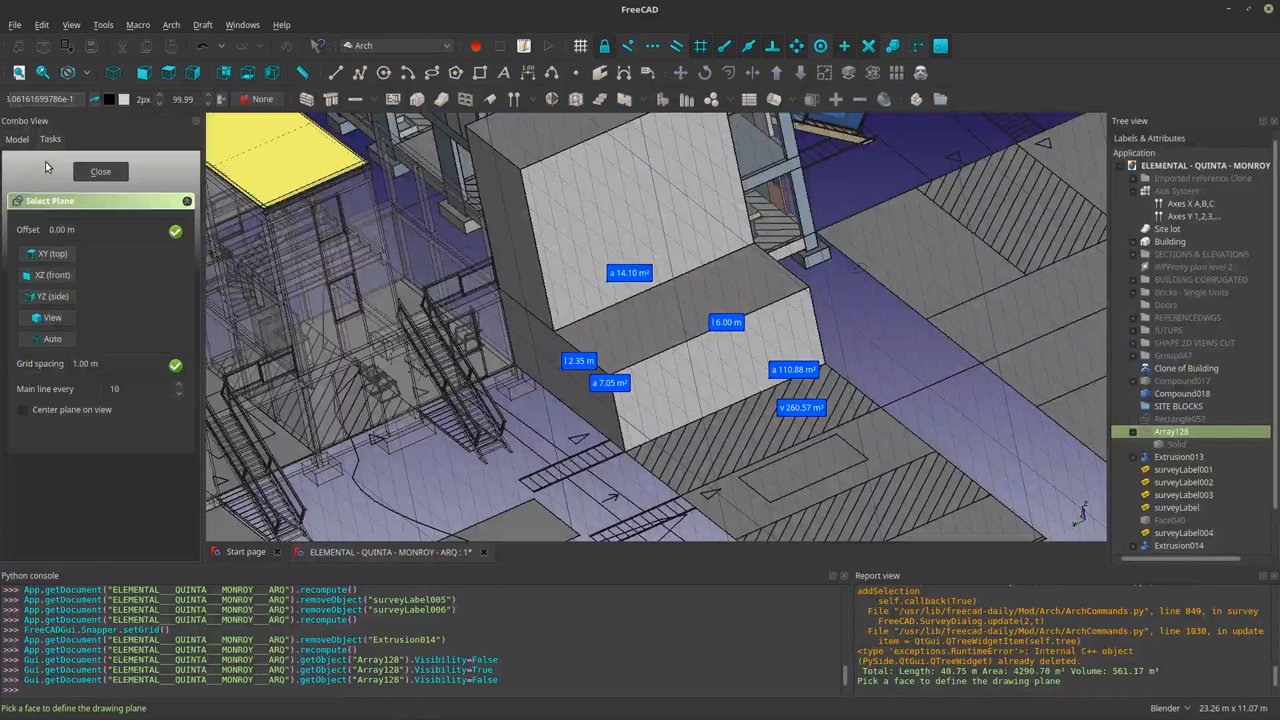 FreeCAD
File Edit View Tools Macro Arch Draft Windows Help
Arch
3.06161699786e-1 2px 99.99 None
Combo View
Model Tasks
Close
Select Plane
Offset 0.00 m
XY (top)
XZ (front)
YZ (side)
View
Auto
Grid spacing 1.00 m
Main line every 10
Center plane on view
a 14.10 m²
l 6.00 m
l 2.35 m
a 7.05 m²
a 110.88 m²
v 260.57 m³
Start page ELEMENTAL - QUINTA - MONROY - ARQ : 1*
Tree view
Labels & Attributes
Application
ELEMENTAL - QUINTA - MONROY
Imported reference Clone
Axis System
Axes X A,B,C
Axes Y 1,2,3,...
Site lot
Building
SECTIONS & ELEVATIONS
WPProxy plan level 2
BUILDING CORRUGATED
Bricks - Single Units
Doors
REFERENCEDWGS
fUTURE
SHAPE 2D VIEWS CUT
Group047
Clone of Building
Compound017
Compound018
SITE BLOCKS
Rectangle057
Array128
Solid
Extrusion013
surveyLabel001
surveyLabel002
surveyLabel003
surveyLabel
Face040
surveyLabel004
Extrusion014
Python console
>>> App.getDocument("ELEMENTAL___QUINTA___MONROY___ARQ").recompute()
>>> App.getDocument("ELEMENTAL___QUINTA___MONROY___ARQ").removeObject("surveyLabel005")
>>> App.getDocument("ELEMENTAL___QUINTA___MONROY___ARQ").removeObject("surveyLabel006")
>>> App.getDocument("ELEMENTAL___QUINTA___MONROY___ARQ").recompute()
>>> FreeCADGui.Snapper.setGrid()
>>> App.getDocument("ELEMENTAL___QUINTA___MONROY___ARQ").removeObject("Extrusion014")
>>> App.getDocument("ELEMENTAL___QUINTA___MONROY___ARQ").recompute()
>>> Gui.getDocument("ELEMENTAL___QUINTA___MONROY___ARQ").getObject("Array128").Visibility=False
>>> Gui.getDocument("ELEMENTAL___QUINTA___MONROY___ARQ").getObject("Array128").Visibility=True
>>> Gui.getDocument("ELEMENTAL___QUINTA___MONROY___ARQ").getObject("Array128").Visibility=False
>>>
Report view
addSelection
self.callback(True)
File "/usr/lib/freecad-daily/Mod/Arch/ArchCommands.py", line 849, in survey
FreeCAD.SurveyDialog.update(2,t)
File "/usr/lib/freecad-daily/Mod/Arch/ArchCommands.py", line 1030, in update
item = QtGui.QTreeWidgetItem(self.tree)
<type 'exceptions.RuntimeError'>: Internal C++ object
(PySide.QtGui.QTreeWidget) already deleted.
Total: Length: 40.75 m Area: 4290.70 m² Volume: 561.17 m³
Pick a face to define the drawing plane
Pick a face to define the drawing plane
Blender 23.26 m x 11.07 m